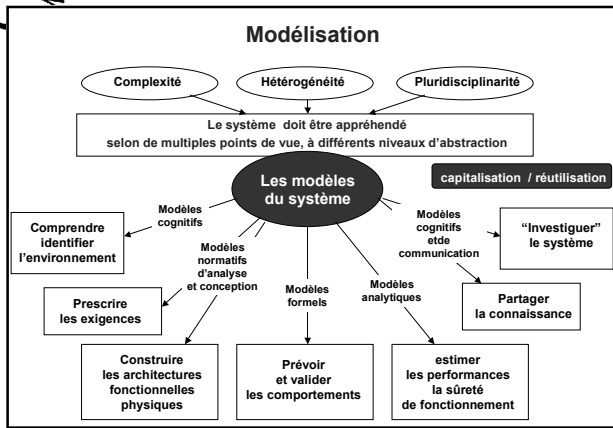 Modélisation
Complexité
Hétérogénéité
Pluridisciplinarité
Le système doit être appréhendé
selon de multiples points de vue, à différents niveaux d'abstraction
Les modèles
du système
capitalisation / réutilisation
Modèles
cognitifs
Comprendre
identifier
l'environnement
Modèles
normatifs
d'analyse
et conception
Prescrire
les exigences
Construire
les architectures
fonctionnelles
physiques
Modèles
formels
Prévoir
et valider
les comportements
Modèles
analytiques
estimer
les performances
la sûreté
de fonctionnement
Modèles
cognitifs
etde
communication
“Investiguer”
le système
Partager
la connaissance